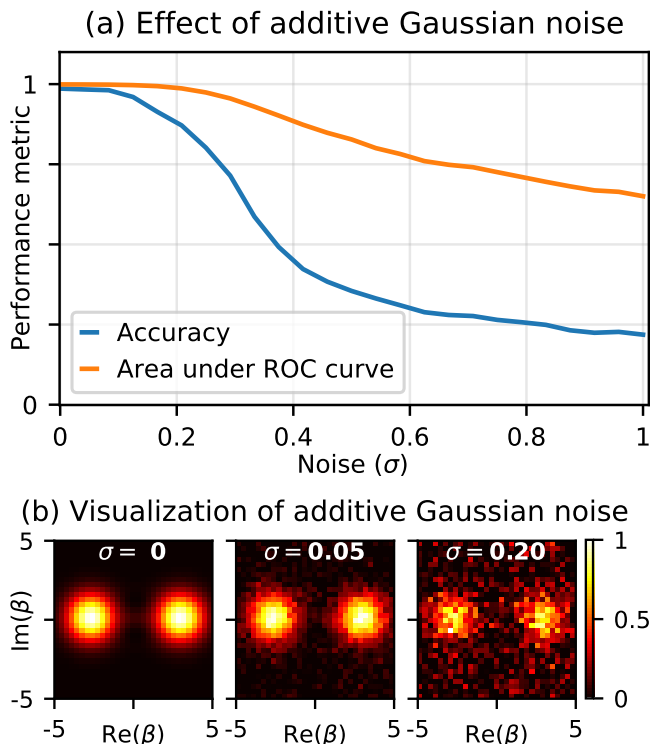 (a) Effect of additive Gaussian noise
Performance metric
1
0
Accuracy
Area under ROC curve
0 0.2 0.4 0.6 0.8 1
Noise (σ)
(b) Visualization of additive Gaussian noise
σ = 0 σ = 0.05 σ = 0.20
Im(β)
5
-5
1
0.5
0
-5 5 -5 5 -5 5
Re(β) Re(β) Re(β)